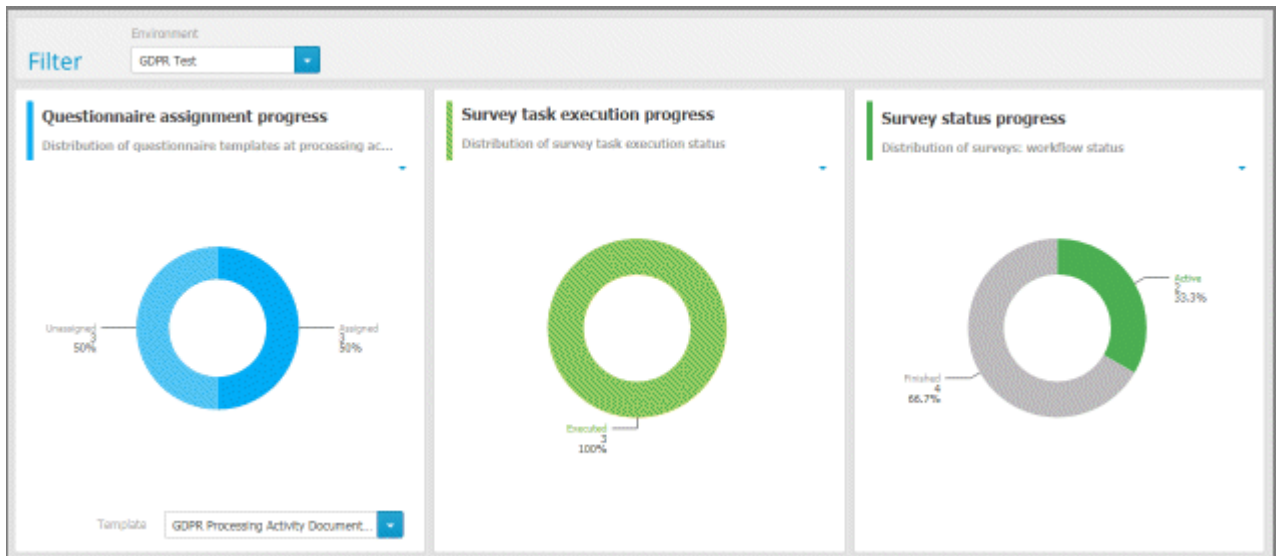 Environment
Filter
GDPR Test
Questionnaire assignment progress
Distribution of questionnaire templates at processing ac...
Unassigned
3
50%
Assigned
3
50%
Template
GDPR Processing Activity Document...
Survey task execution progress
Distribution of survey task execution status
Executed
3
100%
Survey status progress
Distribution of surveys: workflow status
Active
2
33.3%
Finished
4
66.7%